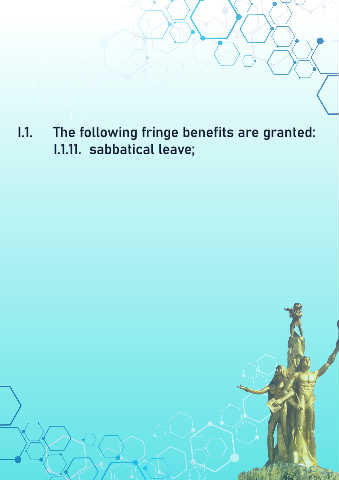 I.1. The following fringe benefits are granted:
I.1.11. sabbatical leave;